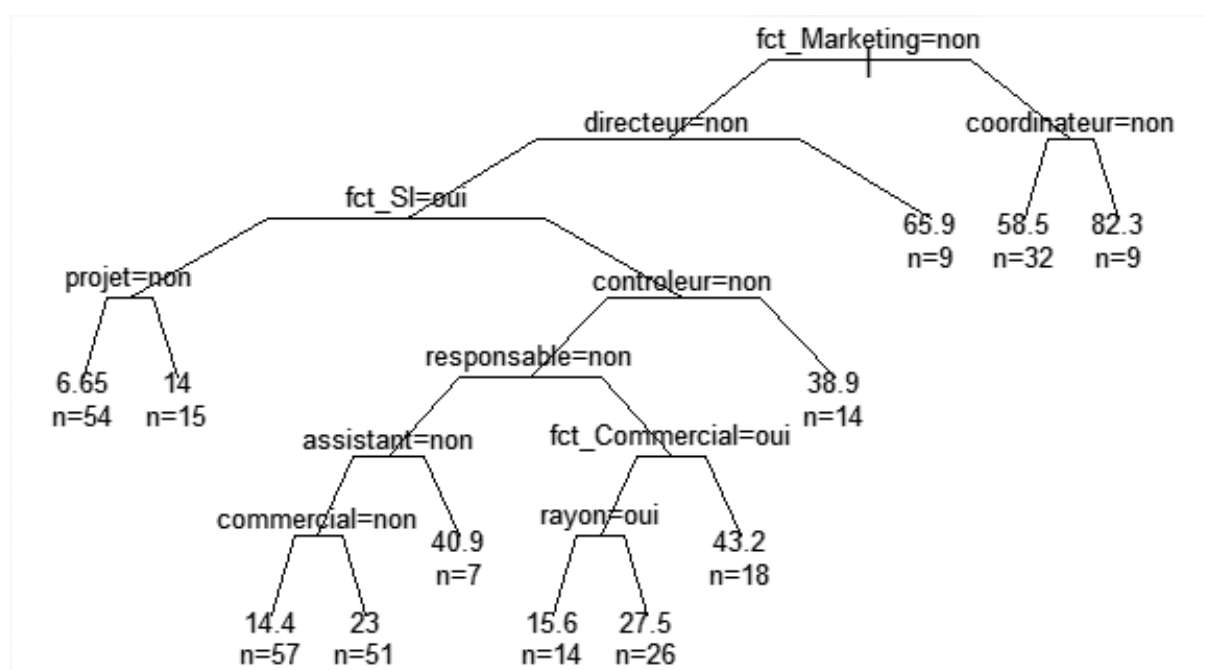 fct_Marketing=non
directeur=non
coordinateur=non
fct_SI=oui
65.9
n=9
58.5
n=32
82.3
n=9
projet=non
controleur=non
responsable=non
6.65
n=54
14
n=15
38.9
n=14
assistant=non
fct_Commercial=oui
commercial=non
rayon=oui
40.9
n=7
43.2
n=18
14.4
n=57
23
n=51
15.6
n=14
27.5
n=26